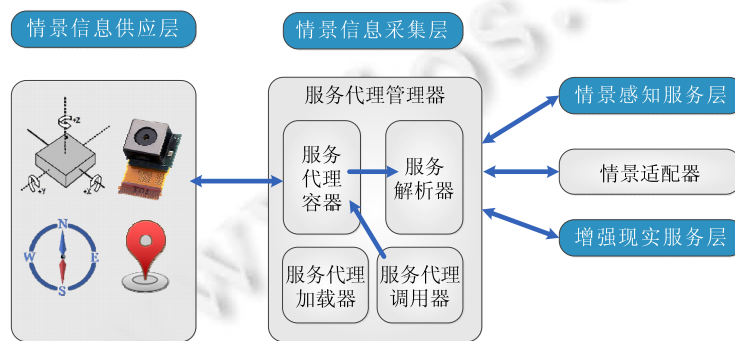 情景信息供应层
情景信息采集层
+Z
+Y
+X
N
W
E
S
服务代理管理器
服务
代理
容器
服务
解析器
服务代理
加载器
服务代理
调用器
情景感知服务层
情景适配器
增强现实服务层